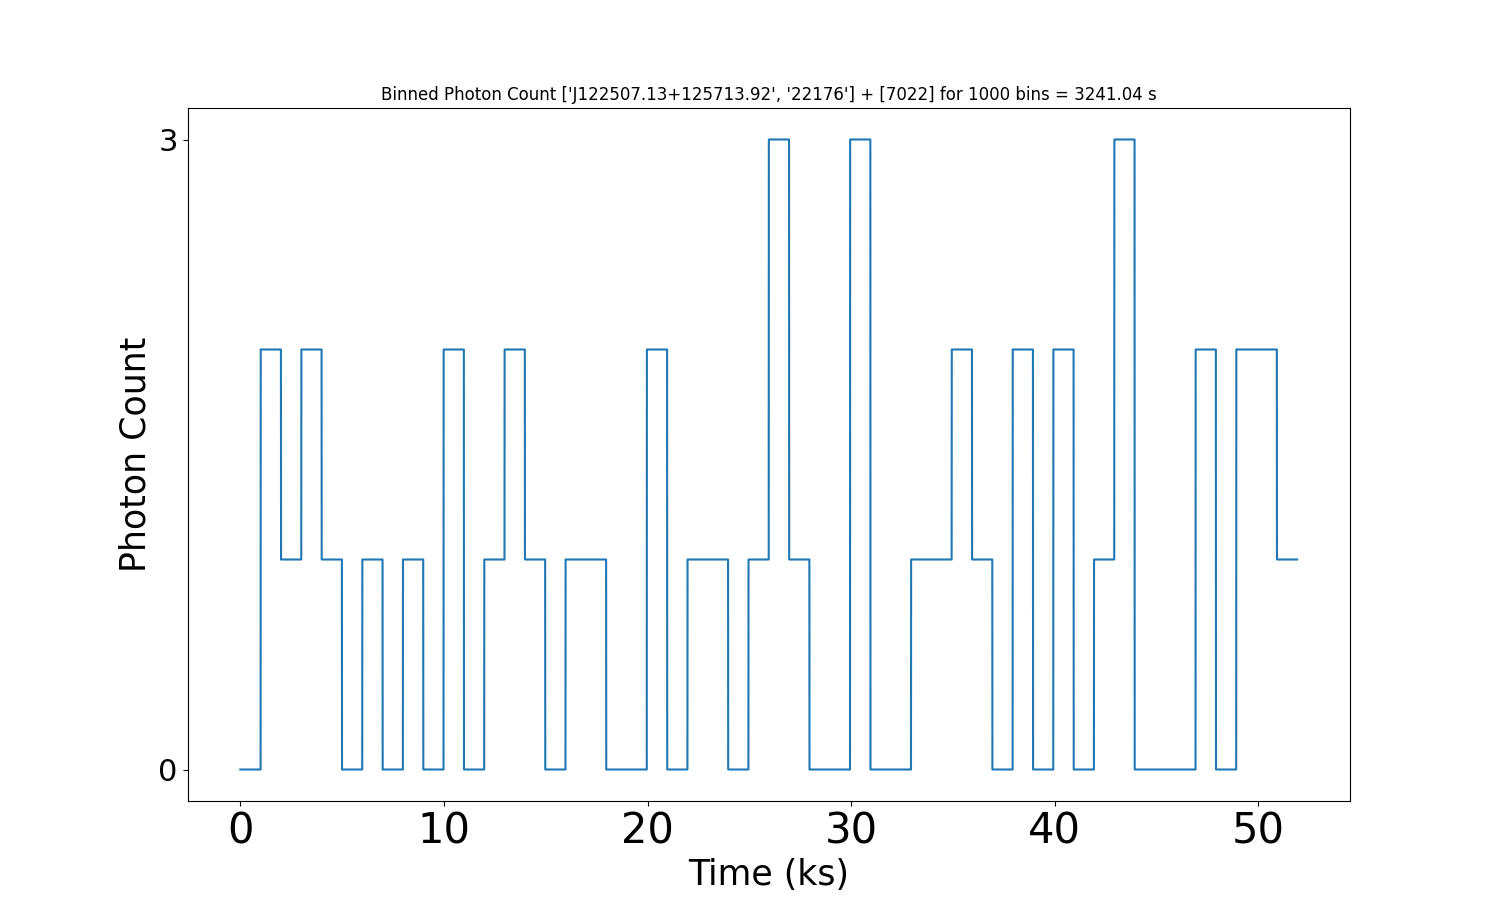 Binned Photon Count ['J122507.13+125713.92', '22176'] + [7022] for 1000 bins = 3241.04 s
3
Photon Count
0
0 10 20 30 40 50
Time (ks)